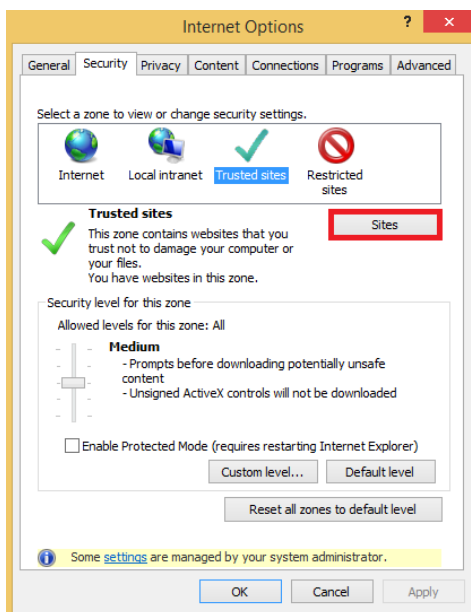 Internet Options
? ×
General Security Privacy Content Connections Programs Advanced
Select a zone to view or change security settings.
Internet Local intranet Trusted sites Restricted sites
Trusted sites
Sites
This zone contains websites that you
trust not to damage your computer or
your files.
You have websites in this zone.
Security level for this zone
Allowed levels for this zone: All
Medium
- Prompts before downloading potentially unsafe
content
- Unsigned ActiveX controls will not be downloaded
Enable Protected Mode (requires restarting Internet Explorer)
Custom level... Default level
Reset all zones to default level
Some settings are managed by your system administrator.
OK Cancel Apply